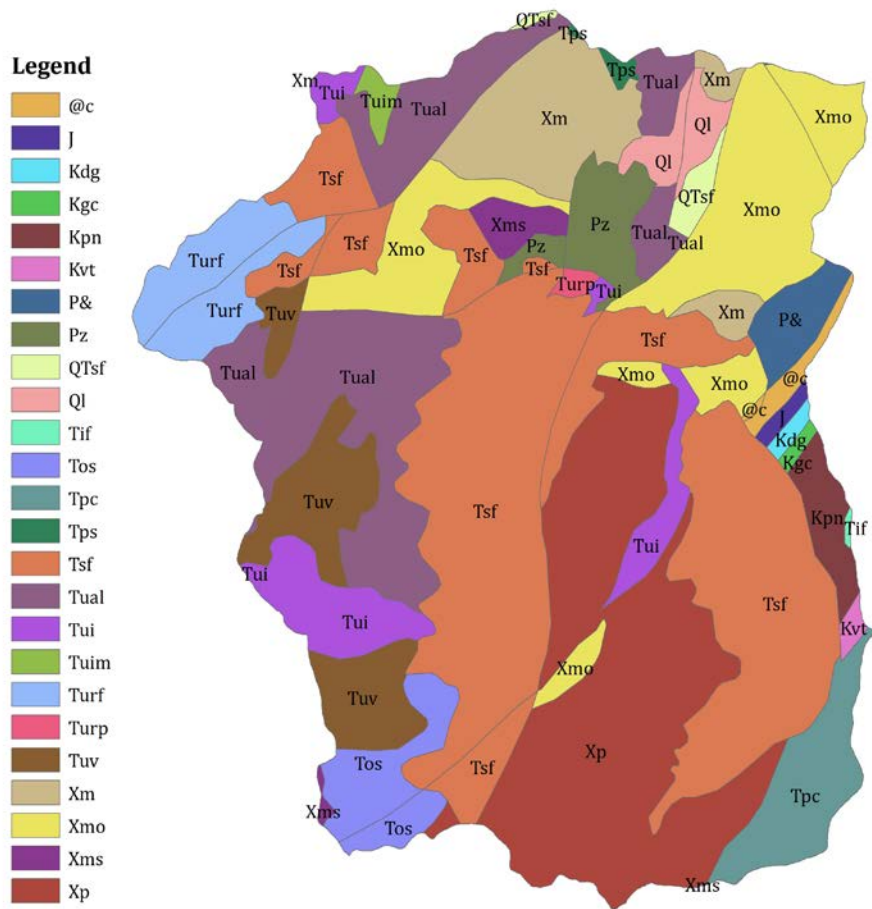 Legend
@c
J
Kdg
Kgc
Kpn
Kvt
P&
Pz
QTsf
Ql
Tif
Tos
Tpc
Tps
Tsf
Tual
Tui
Tuim
Turf
Turp
Tuv
Xm
Xmo
Xms
Xp
QTsf
Tps
Tps
Tual
Xm
Xm
Tui
Tuim
Tual
Xm
Ql
Xmo
Ql
Tsf
QTsf
Xmo
Xms
Pz
Tual
Tual
Turf
Tsf
Xmo
Tsf
Pz
Tsf
Tsf
Turp
Tui
Turf
Tuv
Xm
P&
Tsf
Tual
Tual
Xmo
Xmo
@c
@c
J
Kdg
Kgc
Tuv
Tsf
Kpn
Tif
Tui
Tui
Tui
Tsf
Kvt
Tuv
Xmo
Xp
Tos
Tsf
Tpc
Xms
Tos
Xms